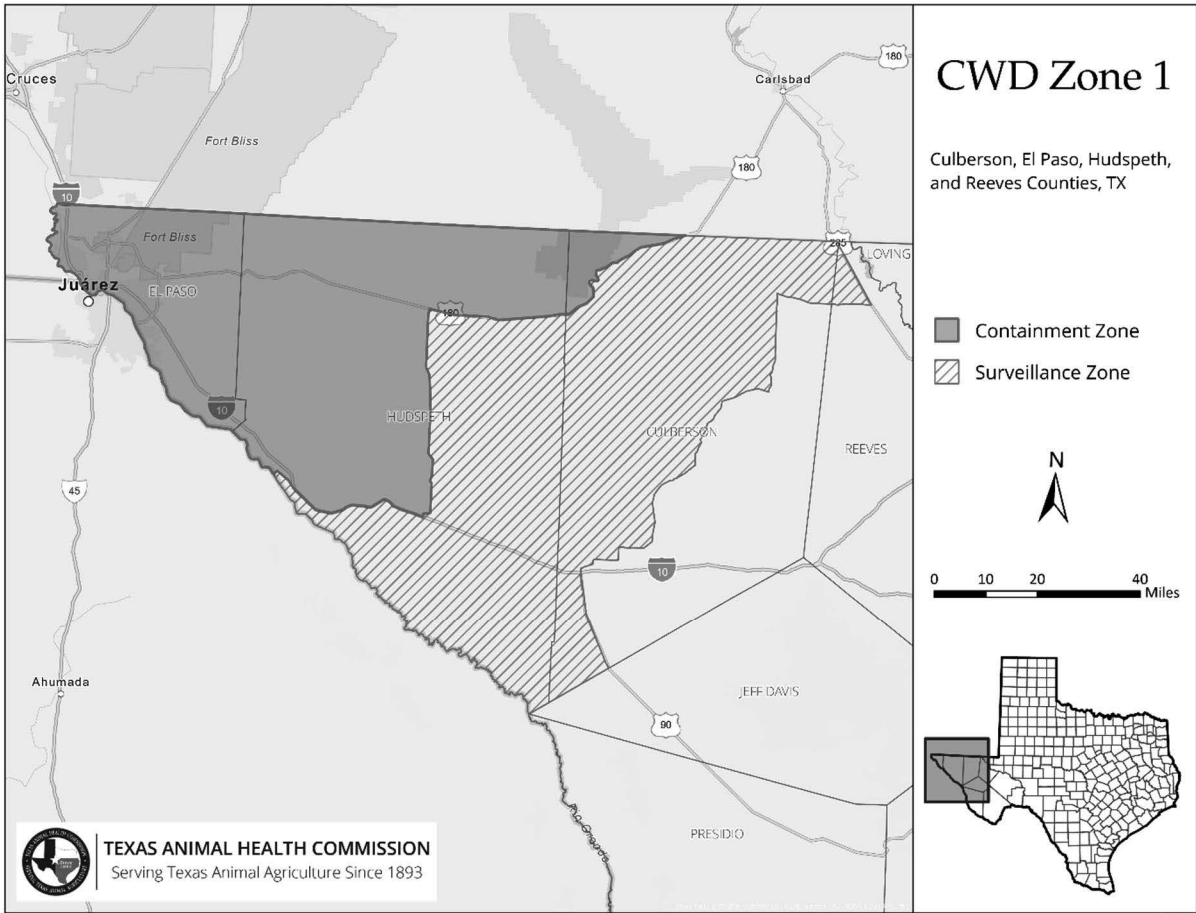 Cruces
Carlsbad
180
Fort Bliss
180
10
Fort Bliss
285
LOVING
Juárez
EL PASO
180
10
HUDSPETH
CULBERSON
REEVES
45
10
Ahumada
JEFF DAVIS
90
Rio Grande
PRESIDIO
TEXAS ANIMAL HEALTH COMMISSION
Serving Texas Animal Agriculture Since 1893
CWD Zone 1
Culberson, El Paso, Hudspeth,
and Reeves Counties, TX
Containment Zone
Surveillance Zone
N
0 10 20 40
Miles